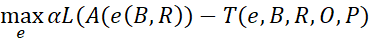 max αL(A(e(B,R)) − T(e,B,R,O,P)
e